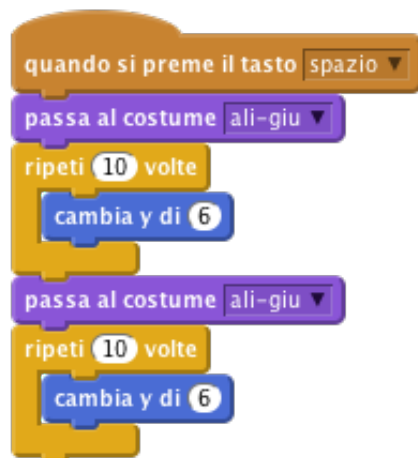 quando si preme il tasto spazio
passa al costume ali-giu
ripeti 10 volte
cambia y di 6
passa al costume ali-giu
ripeti 10 volte
cambia y di 6